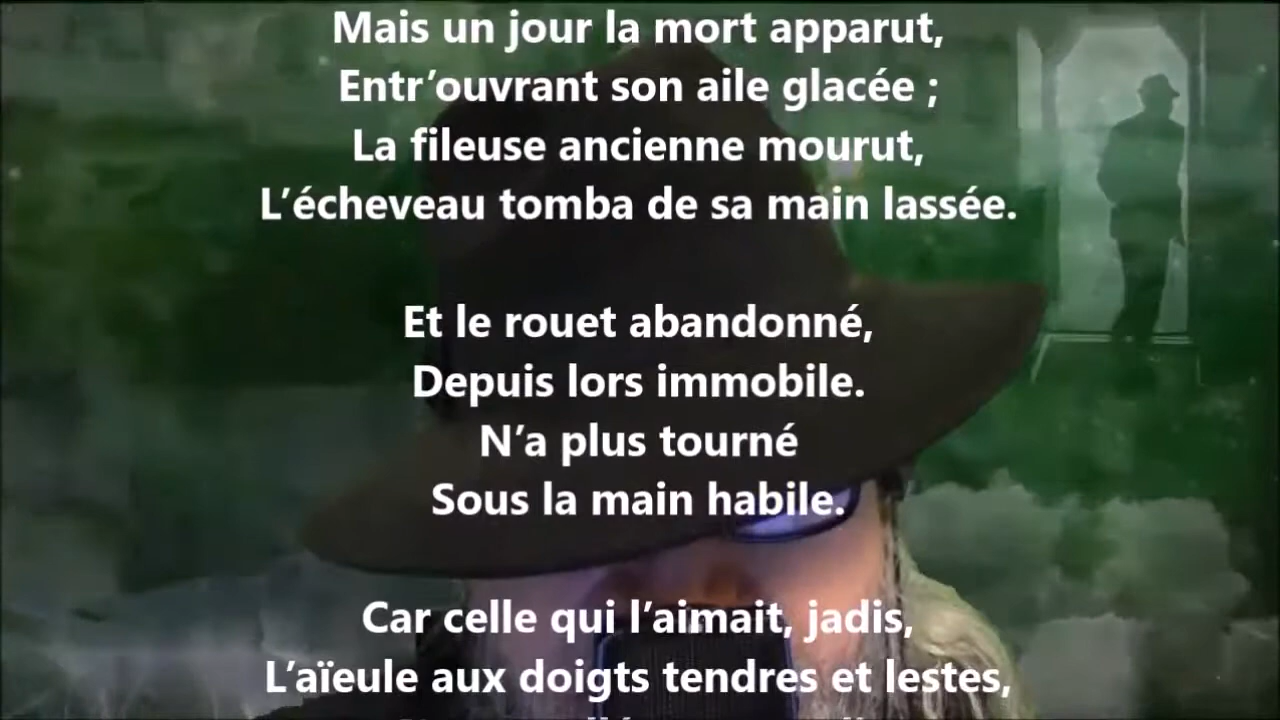 Mais un jour la mort apparut,
Entr’ouvrant son aile glacée ;
La fileuse ancienne mourut,
L’écheveau tomba de sa main lassée.
Et le rouet abandonné,
Depuis lors immobile.
N’a plus tourné
Sous la main habile.
Car celle qui l’aimait, jadis,
L’aïeule aux doigts tendres et lestes,